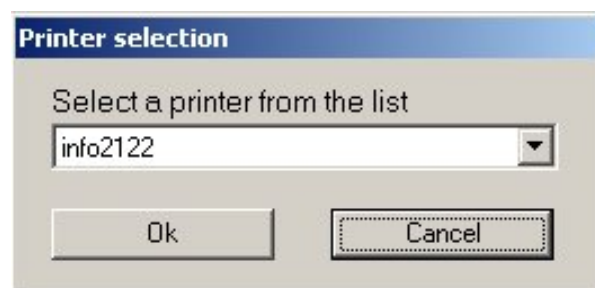 Printer selection
Select a printer from the list
info2122
Ok
Cancel